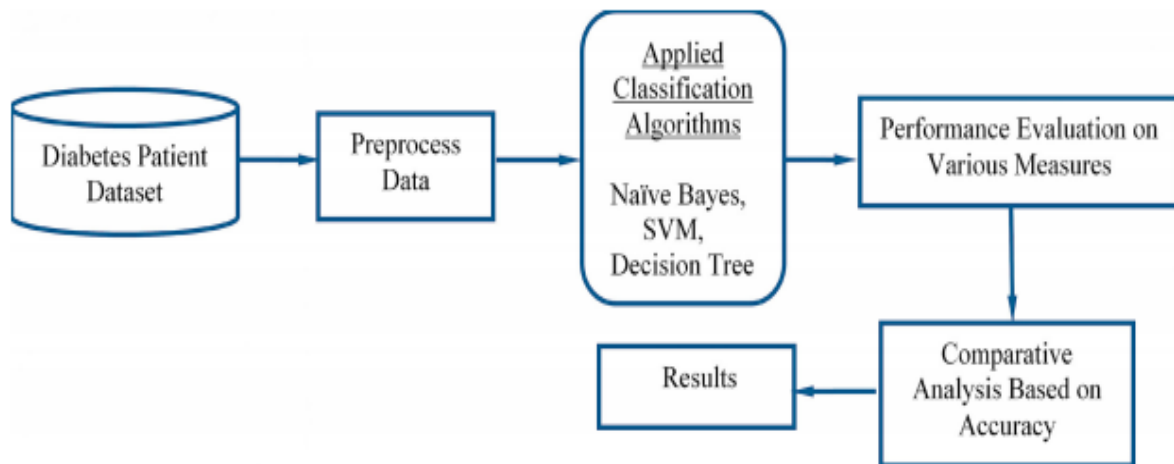 Diabetes Patient
Dataset
Preprocess
Data
Applied
Classification
Algorithms
Naïve Bayes,
SVM,
Decision Tree
Performance Evaluation on
Various Measures
Comparative
Analysis Based on
Accuracy
Results